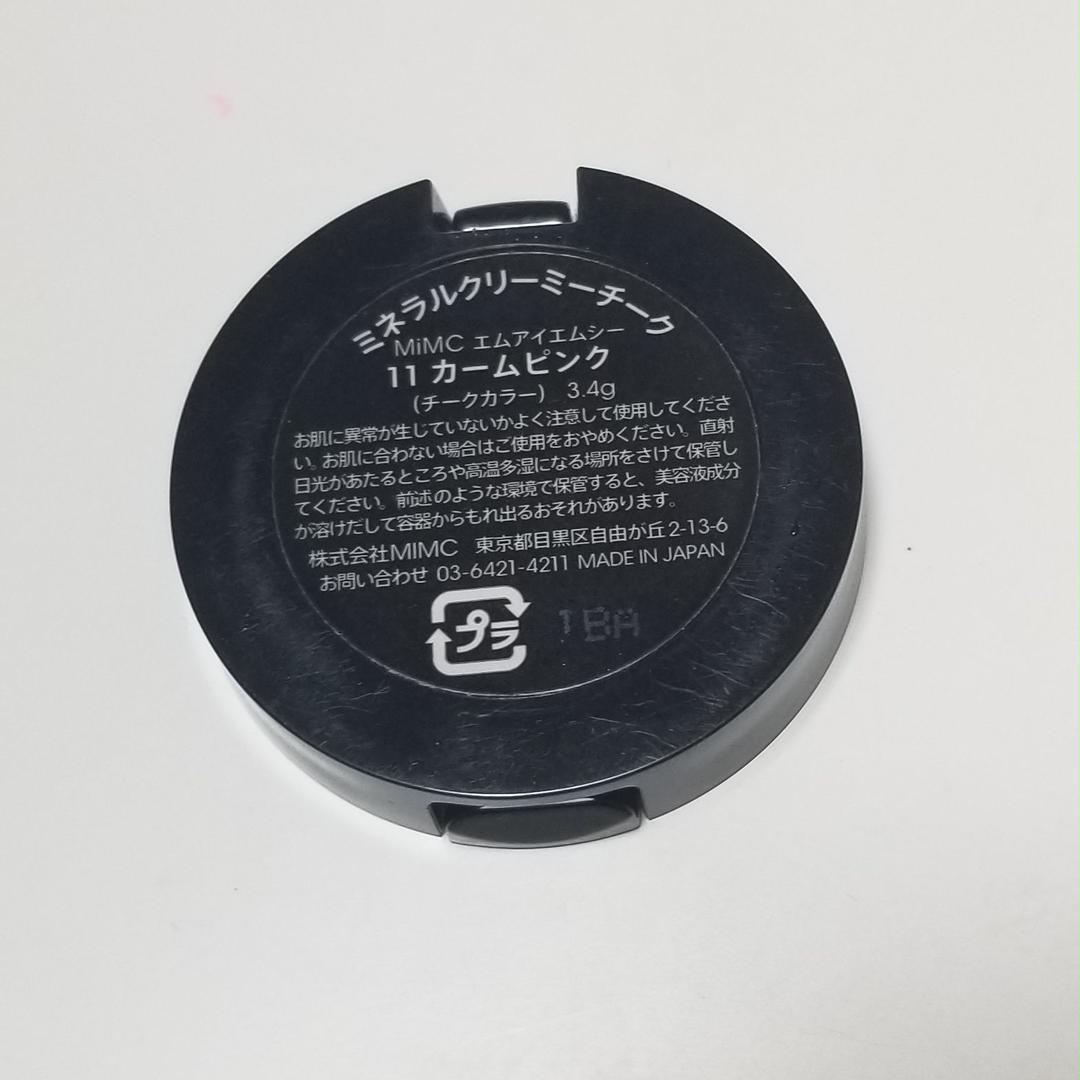 ミネラルクリーミーチーク
MiMC エムアイエムシー
11 カームピンク
(チークカラー) 3.4g
お肌に異常が生じていないかよく注意して使用してくださ
い。お肌に合わない場合はご使用をおやめください。直射
日光があたるところや高温多湿になる場所をさけて保管し
てください。前述のような環境で保管すると、美容液成分
が溶けだして容器からもれ出るおそれがあります。
株式会社MIMC 東京都目黒区自由が丘2-13-6
お問い合わせ 03-6421-4211 MADE IN JAPAN
プラ
1BA